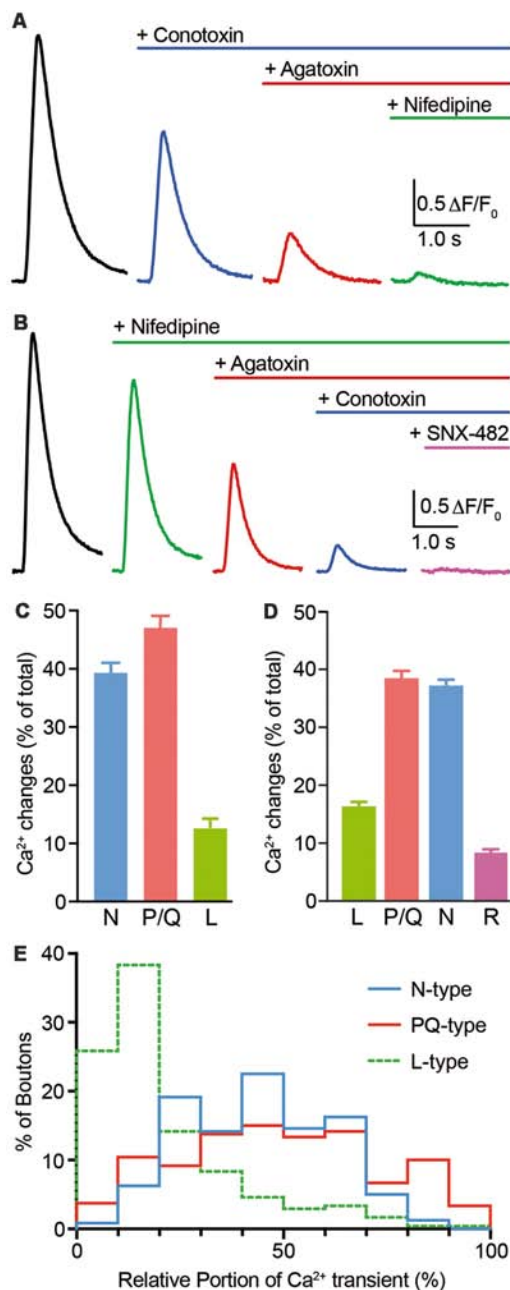 A
+ Conotoxin
+ Agatoxin
+ Nifedipine
0.5 ΔF/F₀
1.0 s
B
+ Nifedipine
+ Agatoxin
+ Conotoxin
+ SNX-482
0.5 ΔF/F₀
1.0 s
C
Ca²⁺ changes (% of total)
50
40
30
20
10
0
N P/Q L
D
Ca²⁺ changes (% of total)
50
40
30
20
10
0
L P/Q N R
E
% of Boutons
40
30
20
10
0
N-type
PQ-type
L-type
0 50 100
Relative Portion of Ca²⁺ transient (%)